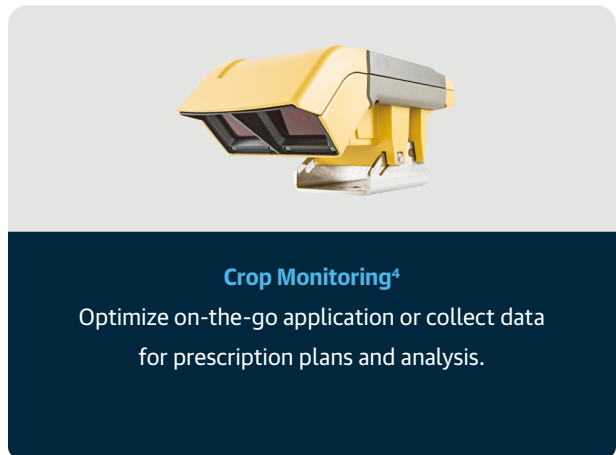 Crop Monitoring⁴
Optimize on-the-go application or collect data
for prescription plans and analysis.